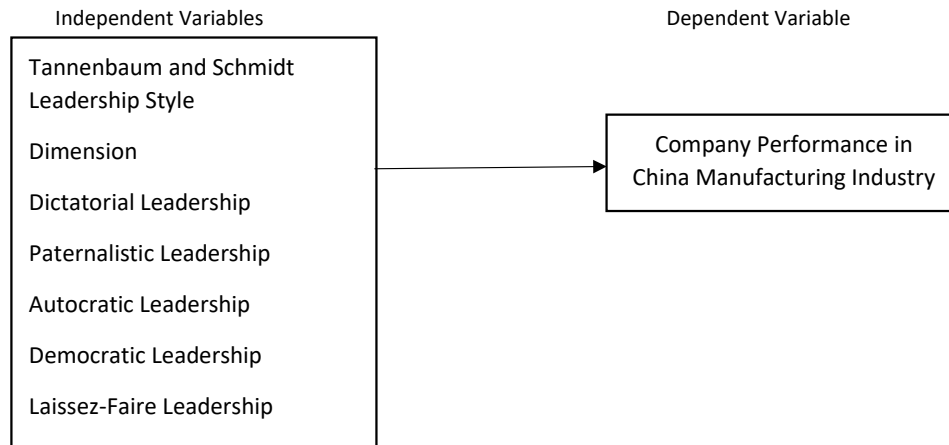 Independent Variables
Dependent Variable
Tannenbaum and Schmidt
Leadership Style
Dimension
Dictatorial Leadership
Paternalistic Leadership
Autocratic Leadership
Democratic Leadership
Laissez-Faire Leadership
Company Performance in
China Manufacturing Industry